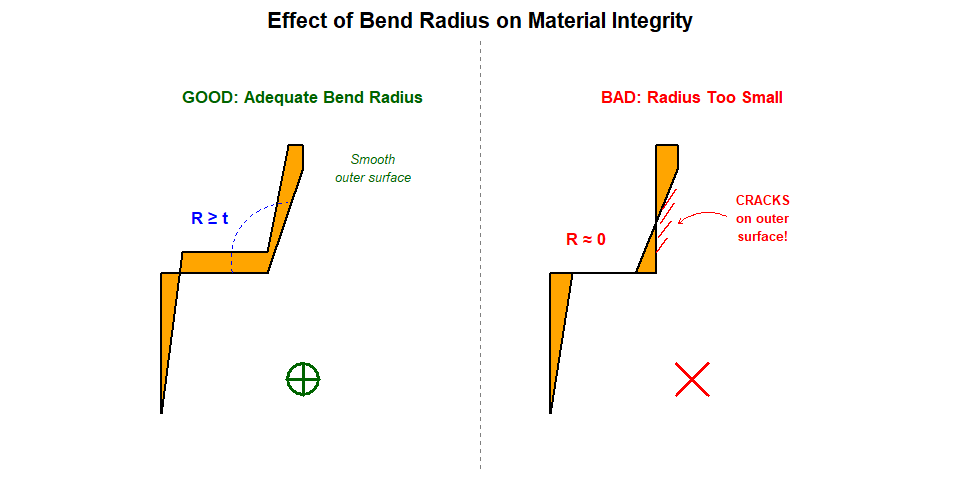 Effect of Bend Radius on Material Integrity
GOOD: Adequate Bend Radius
Smooth
outer surface
R ≥ t
BAD: Radius Too Small
CRACKS
on outer
surface!
R ≈ 0